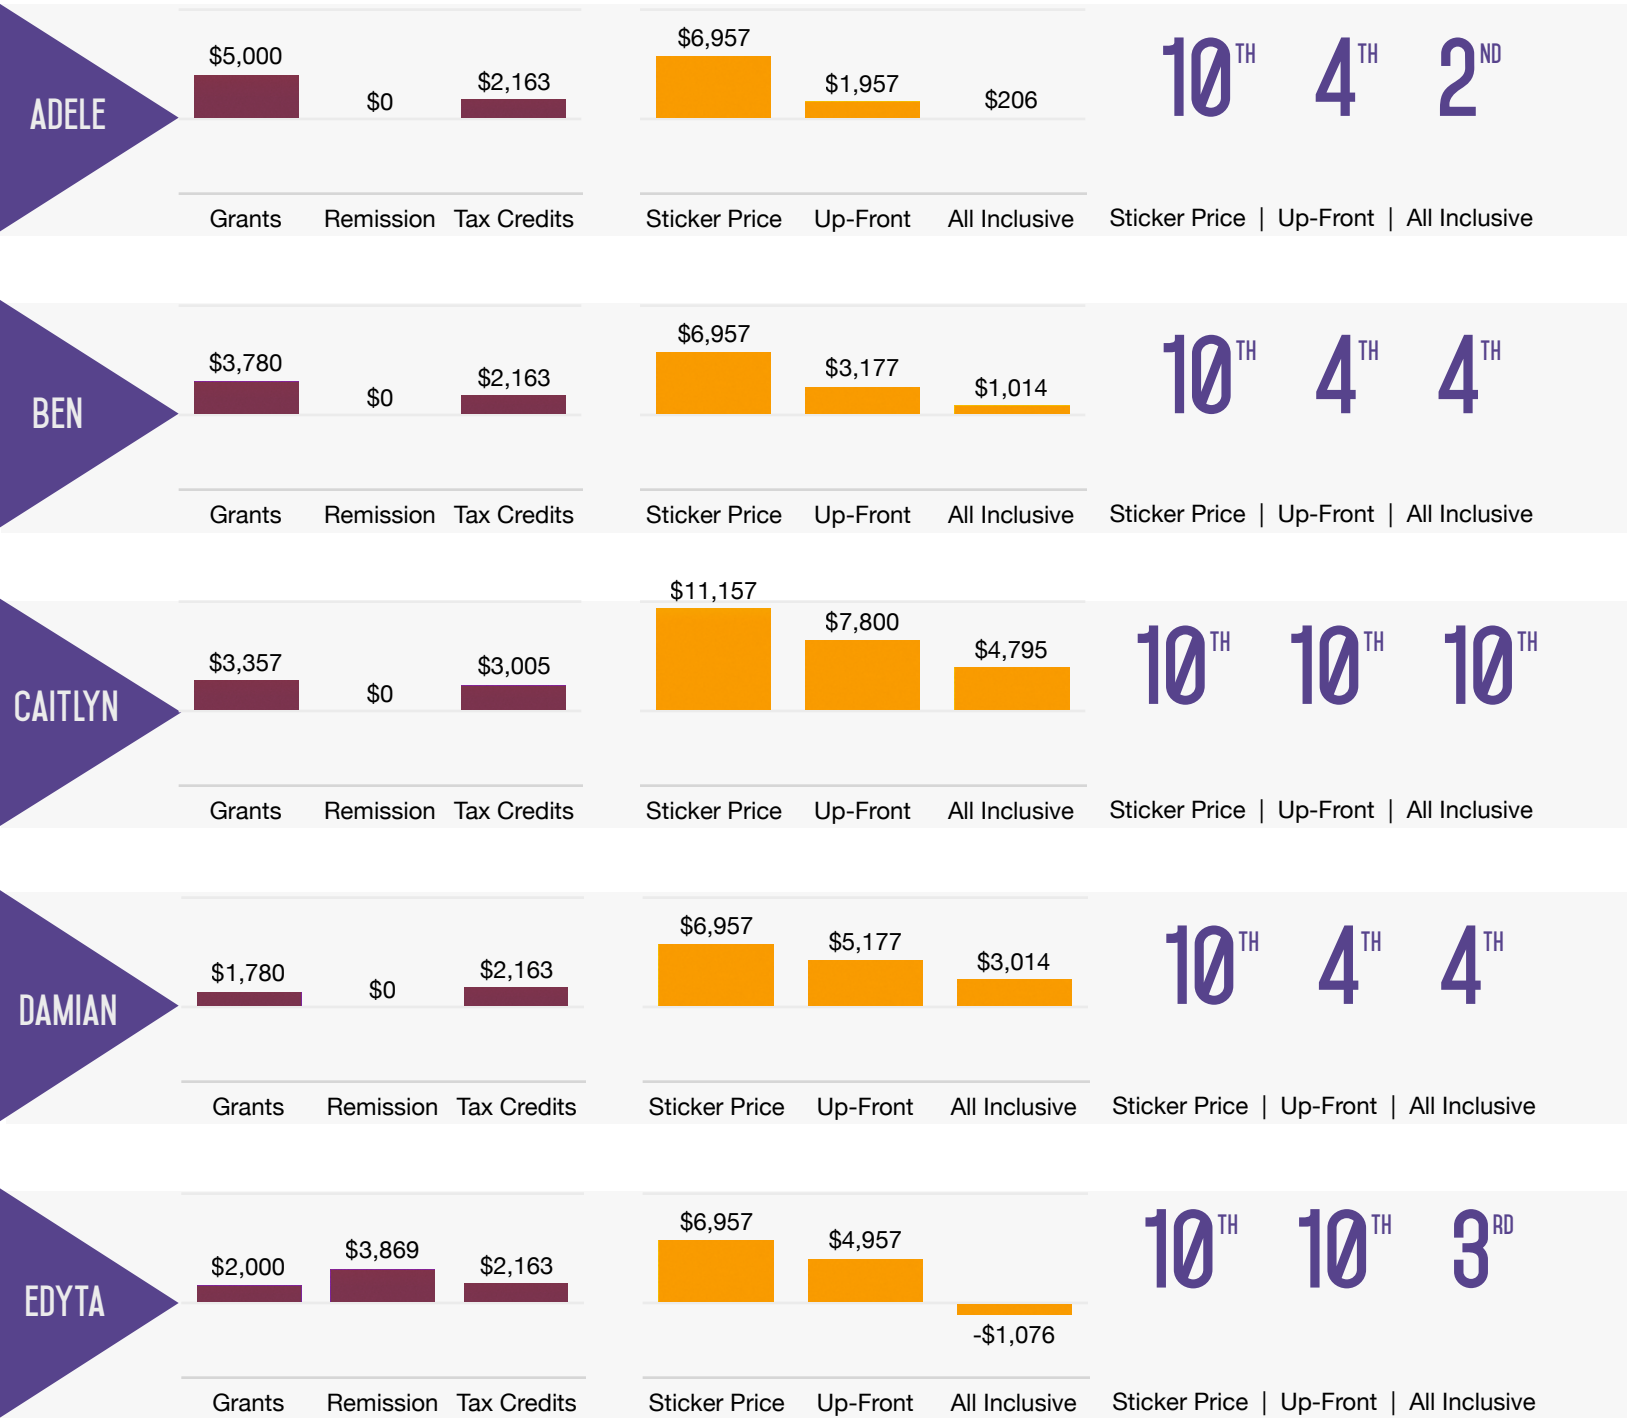 ADELE
$5,000 $0 $2,163
$6,957 $1,957 $206
10TH 4TH 2ND
Grants Remission Tax Credits
Sticker Price Up-Front All Inclusive
Sticker Price | Up-Front | All Inclusive
BEN
$3,780 $0 $2,163
$6,957 $3,177 $1,014
10TH 4TH 4TH
Grants Remission Tax Credits
Sticker Price Up-Front All Inclusive
Sticker Price | Up-Front | All Inclusive
CAITLYN
$3,357 $0 $3,005
$11,157 $7,800 $4,795
10TH 10TH 10TH
Grants Remission Tax Credits
Sticker Price Up-Front All Inclusive
Sticker Price | Up-Front | All Inclusive
DAMIAN
$1,780 $0 $2,163
$6,957 $5,177 $3,014
10TH 4TH 4TH
Grants Remission Tax Credits
Sticker Price Up-Front All Inclusive
Sticker Price | Up-Front | All Inclusive
EDYTA
$2,000 $3,869 $2,163
$6,957 $4,957 -$1,076
10TH 10TH 3RD
Grants Remission Tax Credits
Sticker Price Up-Front All Inclusive
Sticker Price | Up-Front | All Inclusive